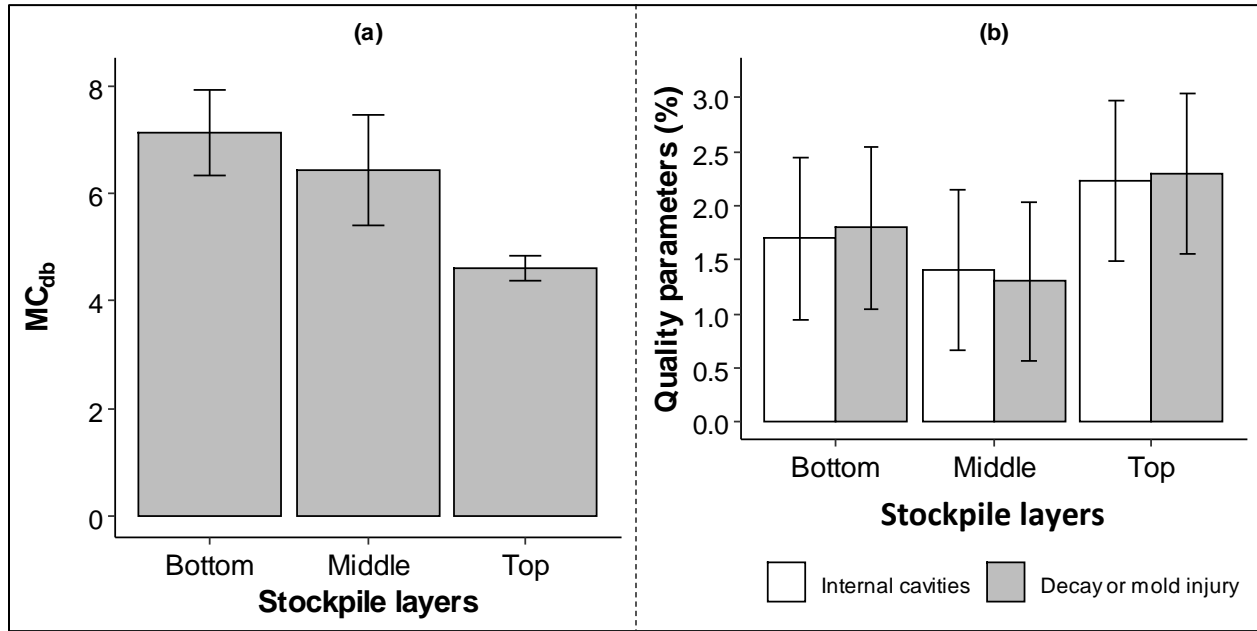 (a)
MCdb
8
6
4
2
0
Bottom Middle Top
Stockpile layers
(b)
Quality parameters (%)
3.0
2.5
2.0
1.5
1.0
0.5
0.0
Bottom Middle Top
Stockpile layers
Internal cavities Decay or mold injury